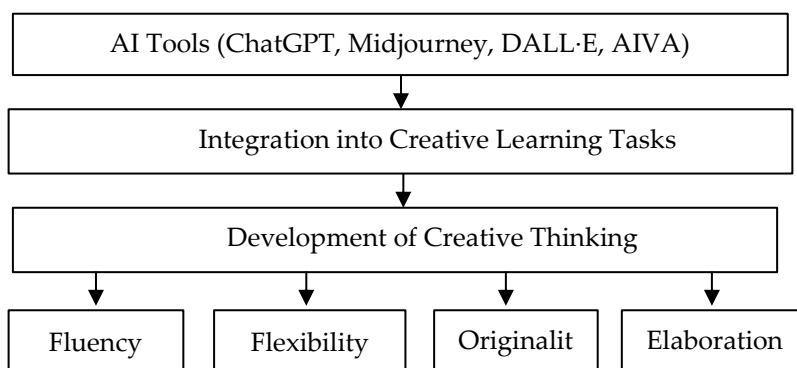 AI Tools (ChatGPT, Midjourney, DALL·E, AIVA)
Integration into Creative Learning Tasks
Development of Creative Thinking
Fluency
Flexibility
Originalit
Elaboration